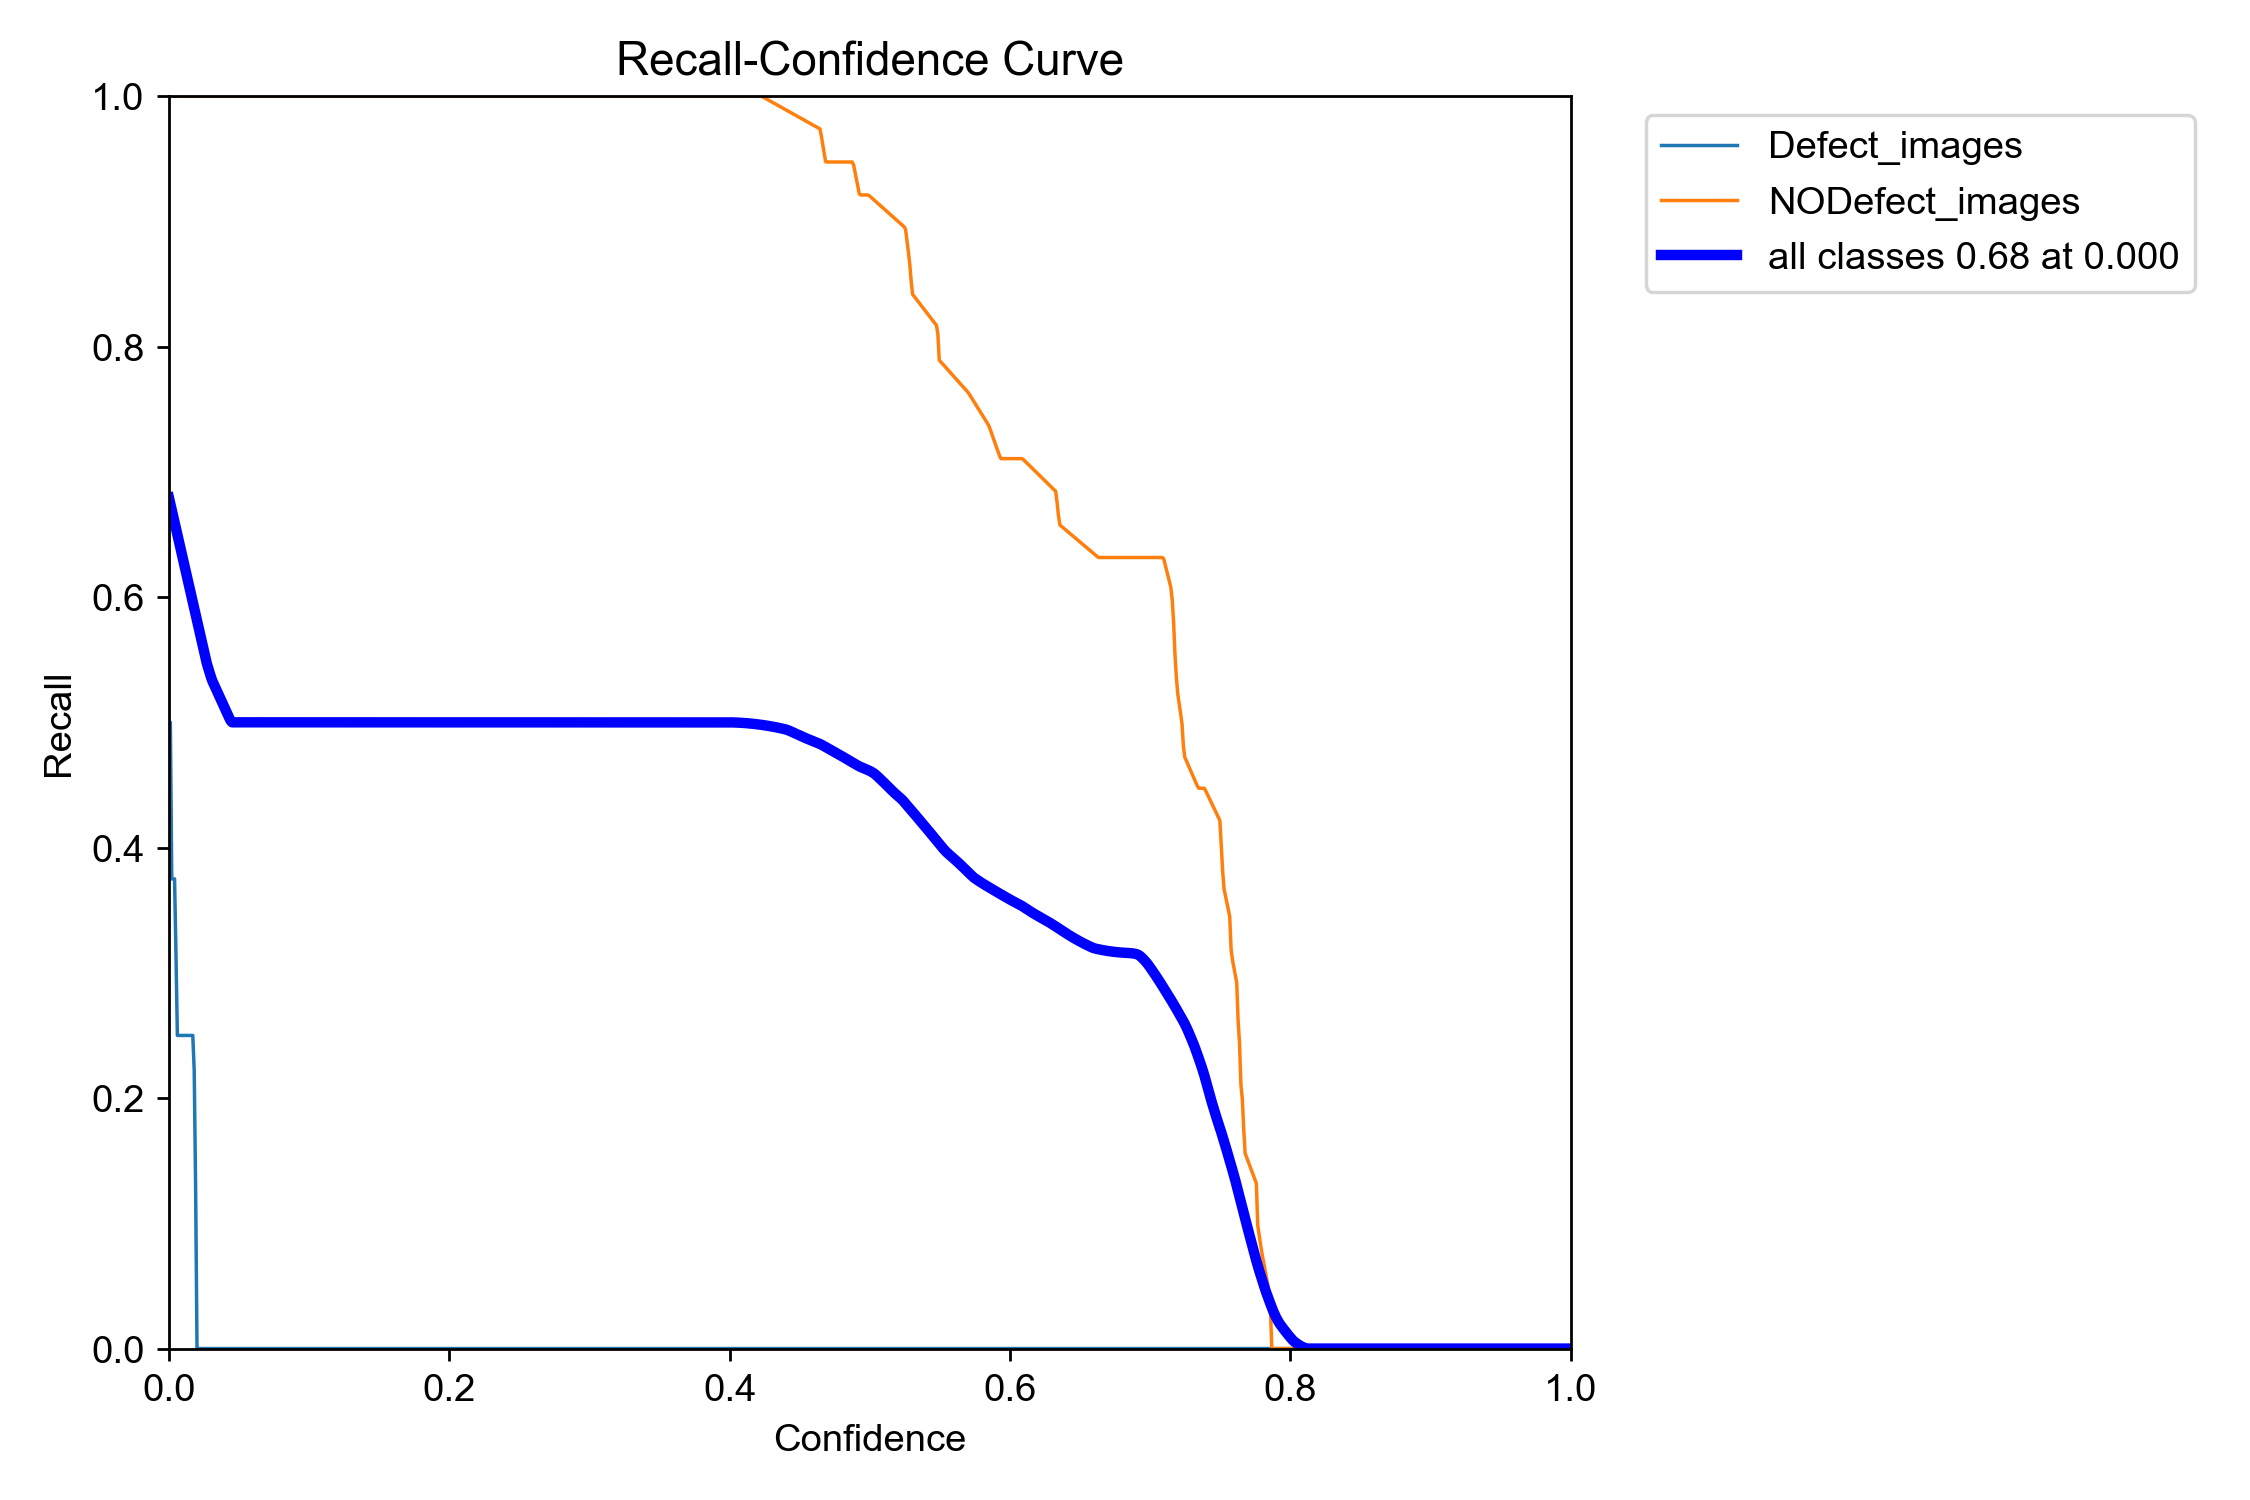 Recall-Confidence Curve
1.0
0.8
0.6
0.4
0.2
0.0
Recall
0.0 0.2 0.4 0.6 0.8 1.0
Confidence
Defect_images
NODefect_images
all classes 0.68 at 0.000